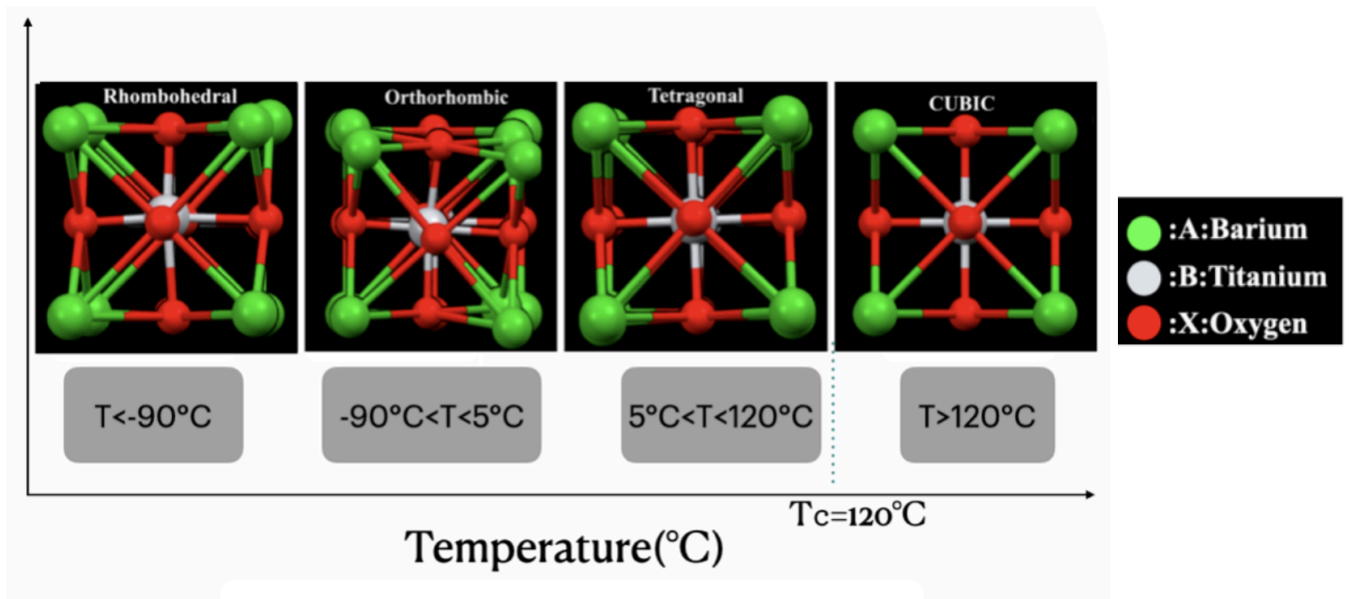 Rhombohedral
Orthorhombic
Tetragonal
CUBIC
:A:Barium
:B:Titanium
:X:Oxygen
T<-90°C
-90°C<T<5°C
5°C<T<120°C
T>120°C
Tc=120°C
Temperature(°C)